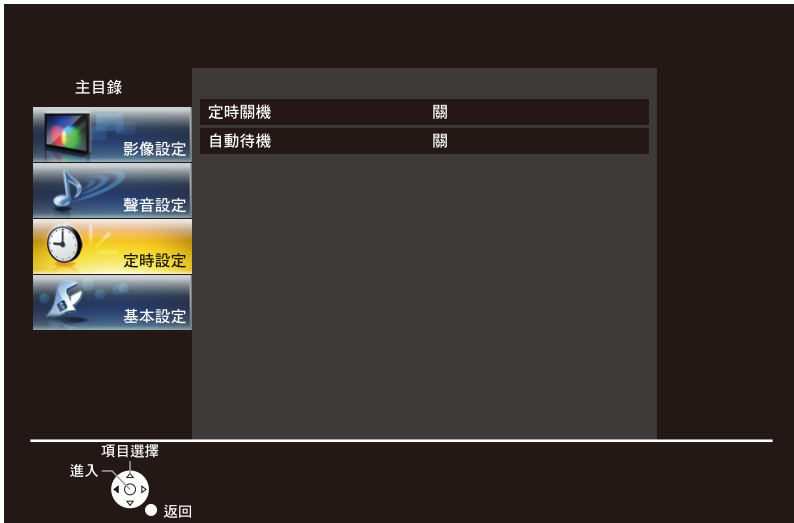 主目錄
影像設定
聲音設定
定時設定
基本設定
定時關機 關
自動待機 關
項目選擇
進入
返回